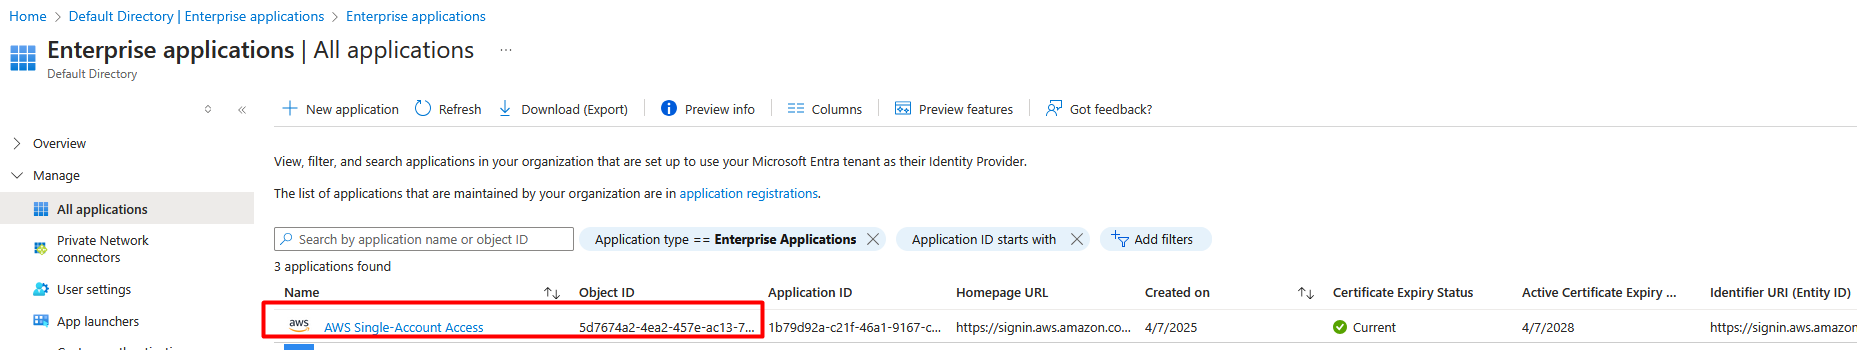 Home > Default Directory | Enterprise applications > Enterprise applications
Enterprise applications | All applications ...
Default Directory
New application Refresh Download (Export) Preview info Columns Preview features Got feedback?
Overview
Manage
All applications
Private Network
connectors
User settings
App launchers
View, filter, and search applications in your organization that are set up to use your Microsoft Entra tenant as their Identity Provider.
The list of applications that are maintained by your organization are in application registrations.
Search by application name or object ID
Application type == Enterprise Applications
Application ID starts with
Add filters
3 applications found
Name Object ID Application ID Homepage URL Created on Certificate Expiry Status Active Certificate Expiry ... Identifier URI (Entity ID)
aws AWS Single-Account Access 5d7674a2-4ea2-457e-ac13-7... 1b79d92a-c21f-46a1-9167-c... https://signin.aws.amazon.co... 4/7/2025 Current 4/7/2028 https://signin.aws.amazon